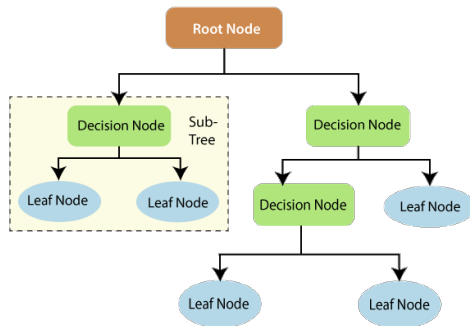 Root Node
Decision Node
Sub-
Tree
Decision Node
Leaf Node
Leaf Node
Decision Node
Leaf Node
Leaf Node
Leaf Node